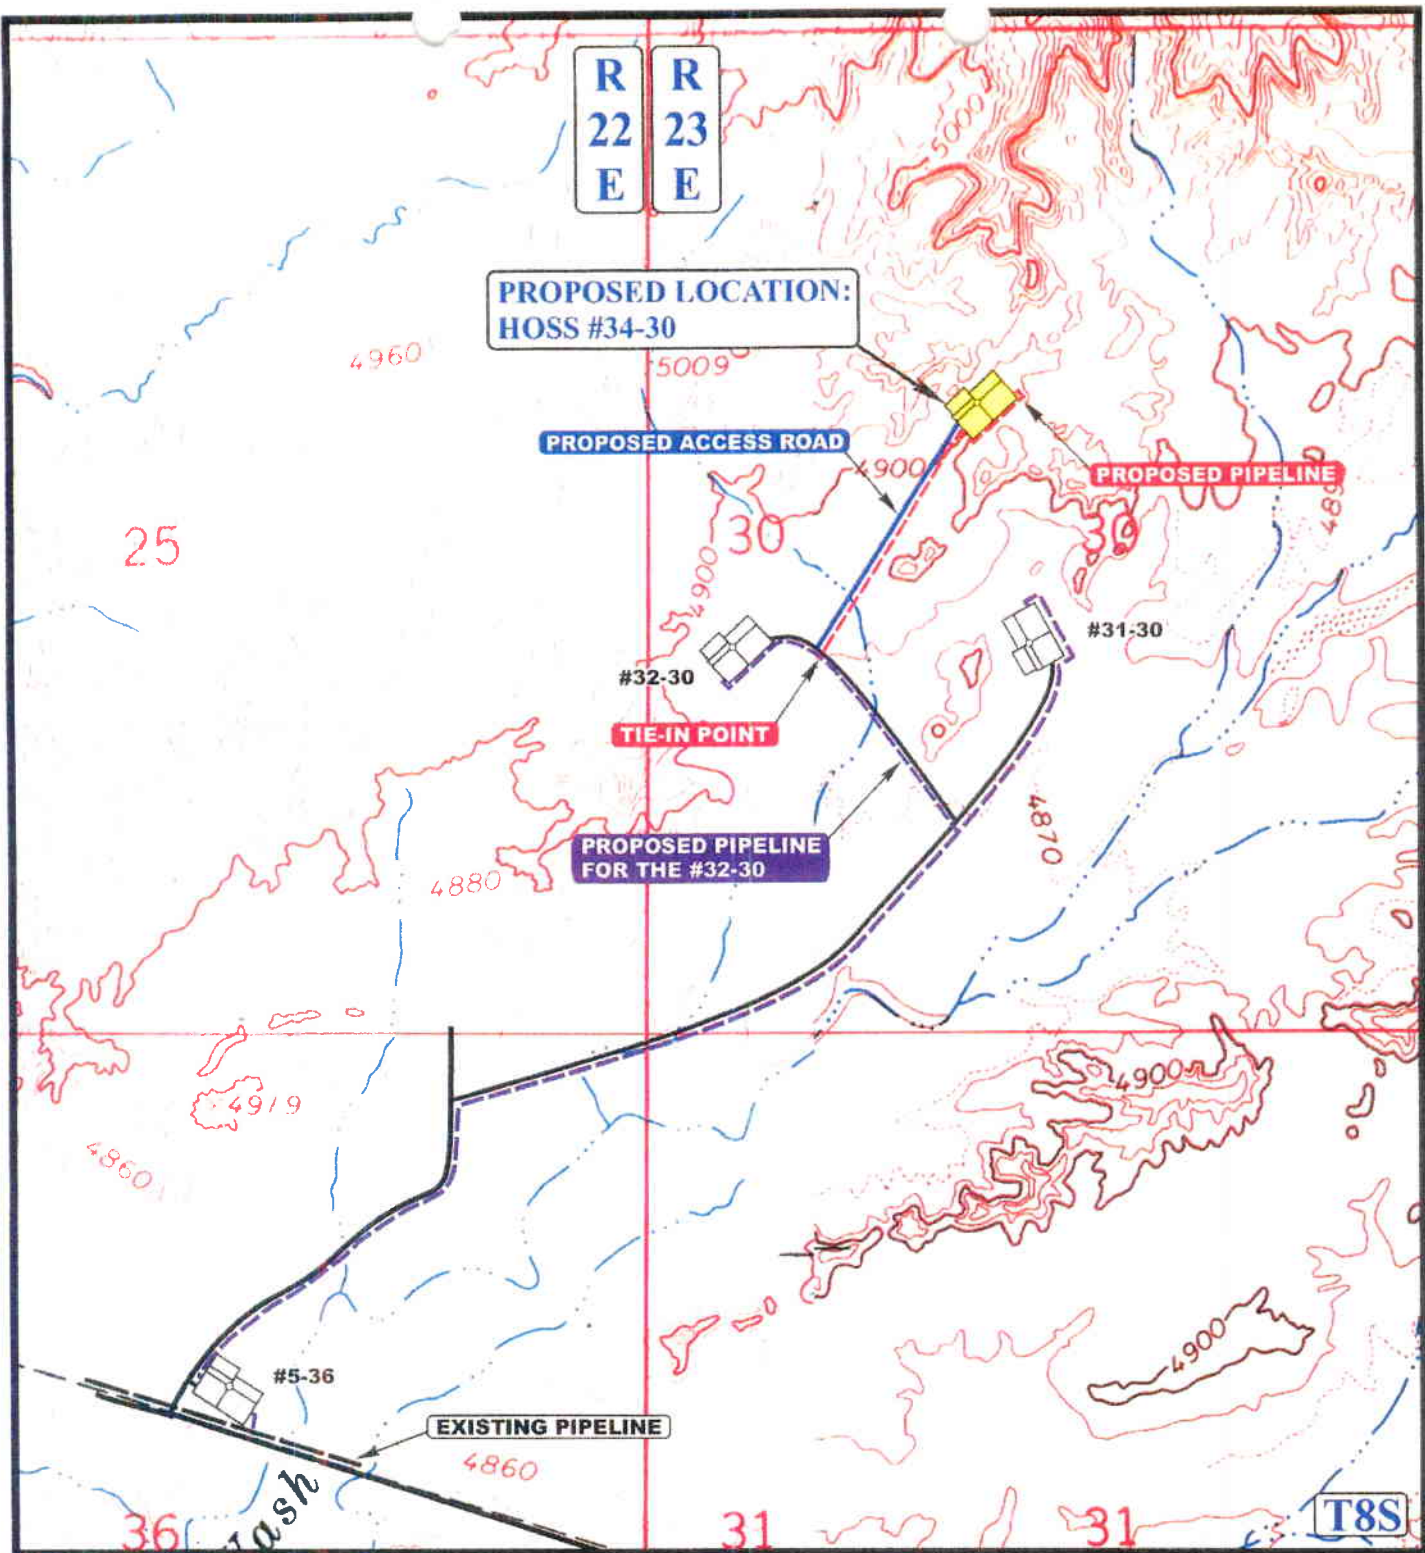 R
22
E
R
23
E
5000
PROPOSED LOCATION:
HOSS #34-30
4960
5009
PROPOSED ACCESS ROAD
4900
PROPOSED PIPELINE
25
30
30
4900
#31-30
#32-30
TIE-IN POINT
4870
PROPOSED PIPELINE
FOR THE #32-30
4880
4900
4919
4860
4900
#5-36
EXISTING PIPELINE
4860
36
31
31
T8S